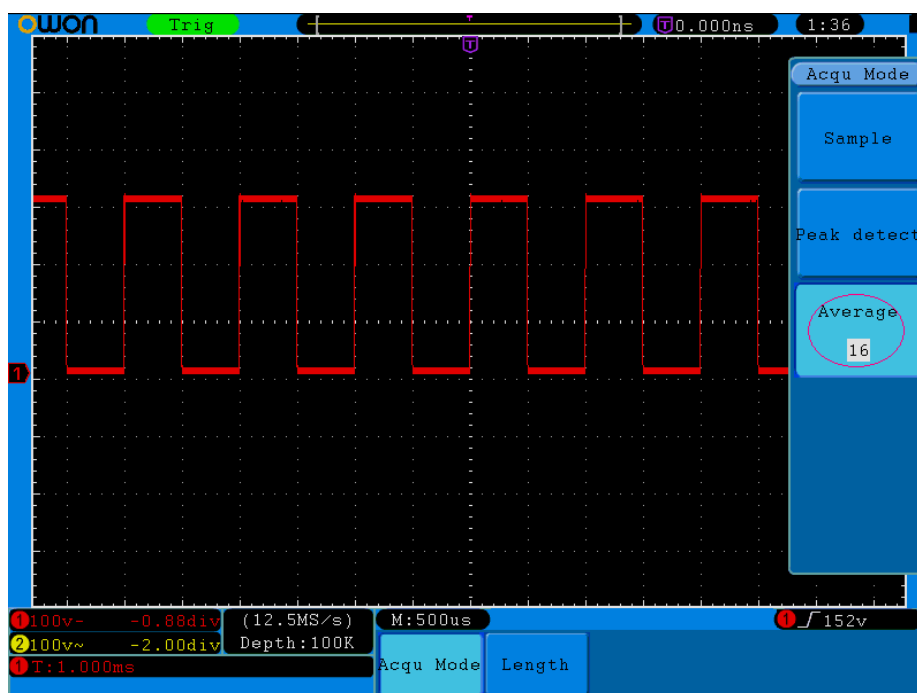 OWON Trig T 0.000ns 1:36
T
Acqu Mode
Sample
Peak detect
Average
16
1
1 100v- -0.88div (12.5MS/s) M:500us 1 152v
2 100v~ -2.00div Depth:100K
1 T:1.000ms Acqu Mode Length